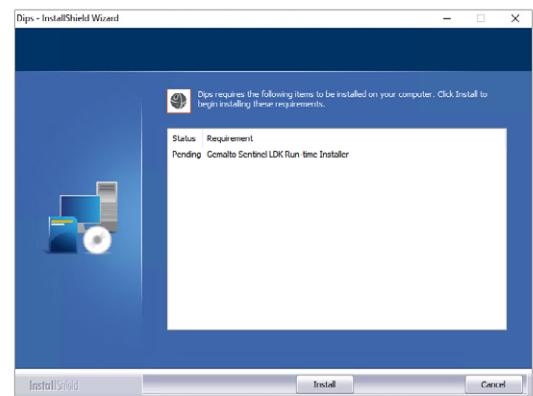 Dips - InstallShield Wizard
Dips requires the following items to be installed on your computer. Click Install to
begin installing these requirements.
Status Requirement
Pending Gemalto Sentinel LDK Run-time Installer
InstallShield
Install
Cancel